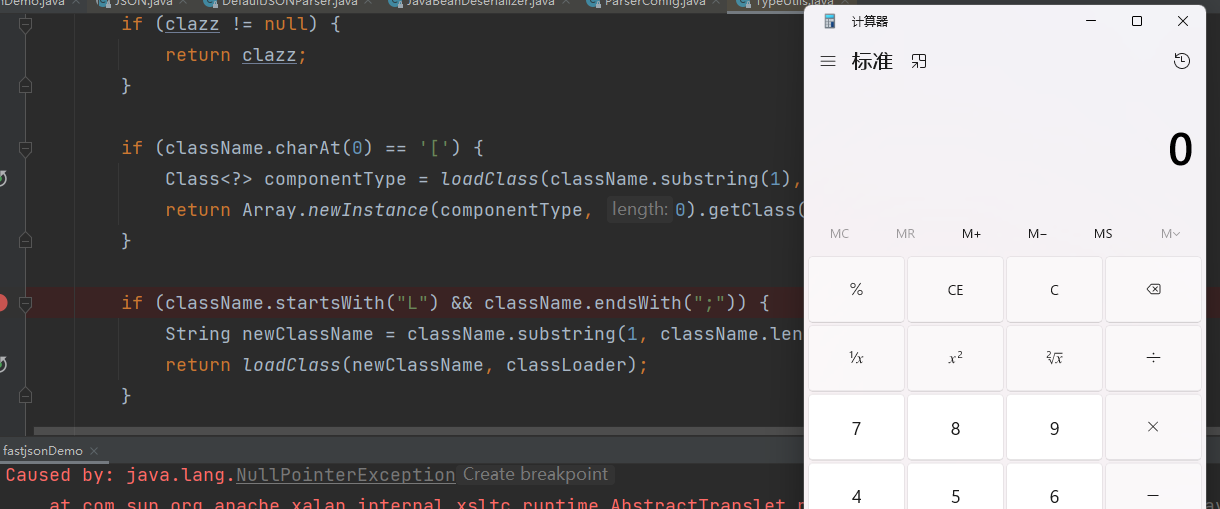 nDemo.java JSON.java DefaultJSONParser.java JavaBeanDeserializer.java ParserConfig.java TypeUtils.java
if (clazz != null) {
return clazz;
}
if (className.charAt(0) == '[') {
Class<?> componentType = loadClass(className.substring(1),
return Array.newInstance(componentType, length: 0).getClass(
}
if (className.startsWith("L") && className.endsWith(";")) {
String newClassName = className.substring(1, className.len
return loadClass(newClassName, classLoader);
}
fastjsonDemo
Caused by: java.lang.NullPointerException Create breakpoint
at com.sun.org.apache.xalan.internal.xsltc.runtime.AbstractTranslet
计算器
标准
0
MC MR M+ M− MS M
% CE C
¹/x x² ²√x ÷
7 8 9 ×
4 5 6 −